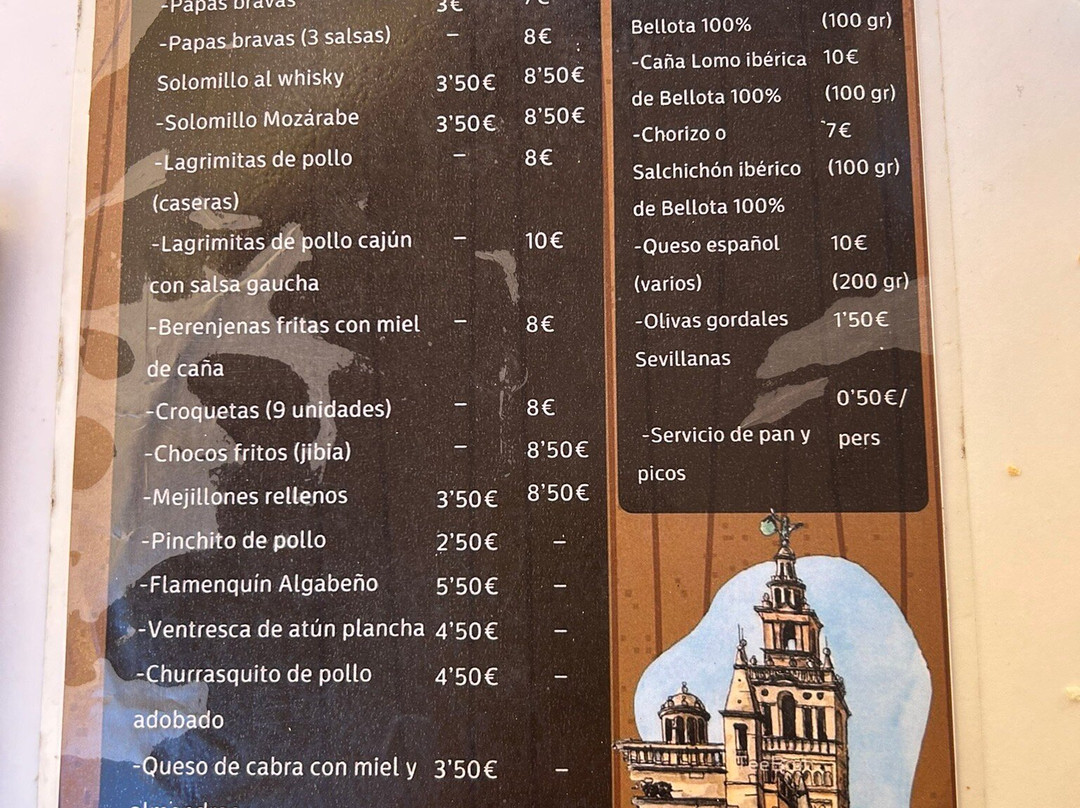 -Papas bravas 3€ 7€
-Papas bravas (3 salsas) – 8€
Solomillo al whisky 3'50€ 8'50€
-Solomillo Mozárabe 3'50€ 8'50€
-Lagrimitas de pollo – 8€
(caseras)
-Lagrimitas de pollo cajún – 10€
con salsa gaucha
-Berenjenas fritas con miel – 8€
de caña
-Croquetas (9 unidades) – 8€
-Chocos fritos (jibia) – 8'50€
-Mejillones rellenos 3'50€ 8'50€
-Pinchito de pollo 2'50€ –
-Flamenquín Algabeño 5'50€ –
-Ventresca de atún plancha 4'50€ –
-Churrasquito de pollo 4'50€ –
adobado
-Queso de cabra con miel y 3'50€ –
Bellota 100% (100 gr)
-Caña Lomo ibérica 10€
de Bellota 100% (100 gr)
-Chorizo o 7€
Salchichón ibérico (100 gr)
de Bellota 100%
-Queso español 10€
(varios) (200 gr)
-Olivas gordales 1'50€
Sevillanas
0'50€/
-Servicio de pan y pers
picos